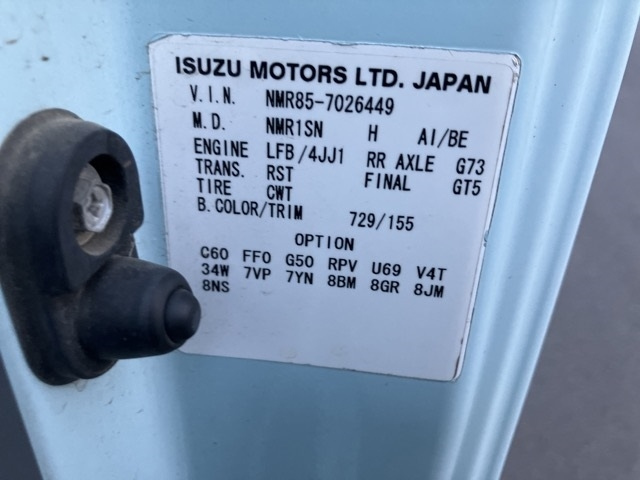 ISUZU MOTORS LTD. JAPAN
V.I.N. NMR85-7026449
M.D. NMR1SN H AI/BE
ENGINE LFB/4JJ1 RR AXLE G73
TRANS. RST FINAL GT5
TIRE CWT
B.COLOR/TRIM 729/155
OPTION
C60 FF0 G50 RPV U69 V4T
34W 7VP 7YN 8BM 8GR 8JM
8NS